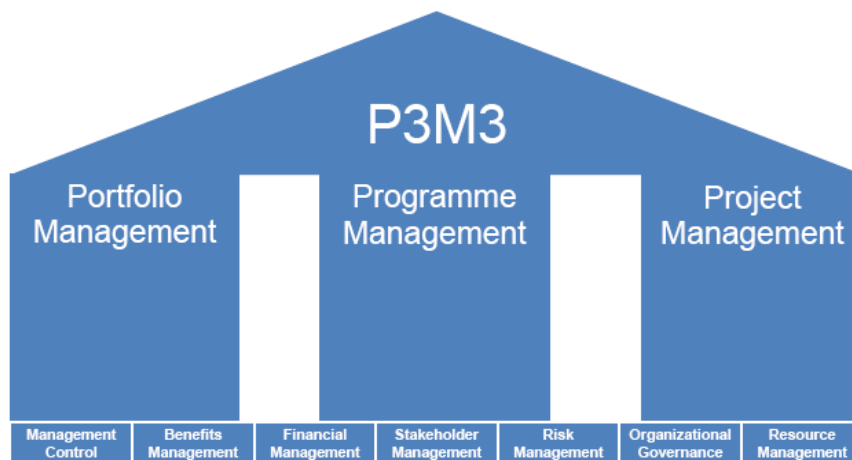 P3M3
Portfolio
Management
Programme
Management
Project
Management
Management
Control
Benefits
Management
Financial
Management
Stakeholder
Management
Risk
Management
Organizational
Governance
Resource
Management